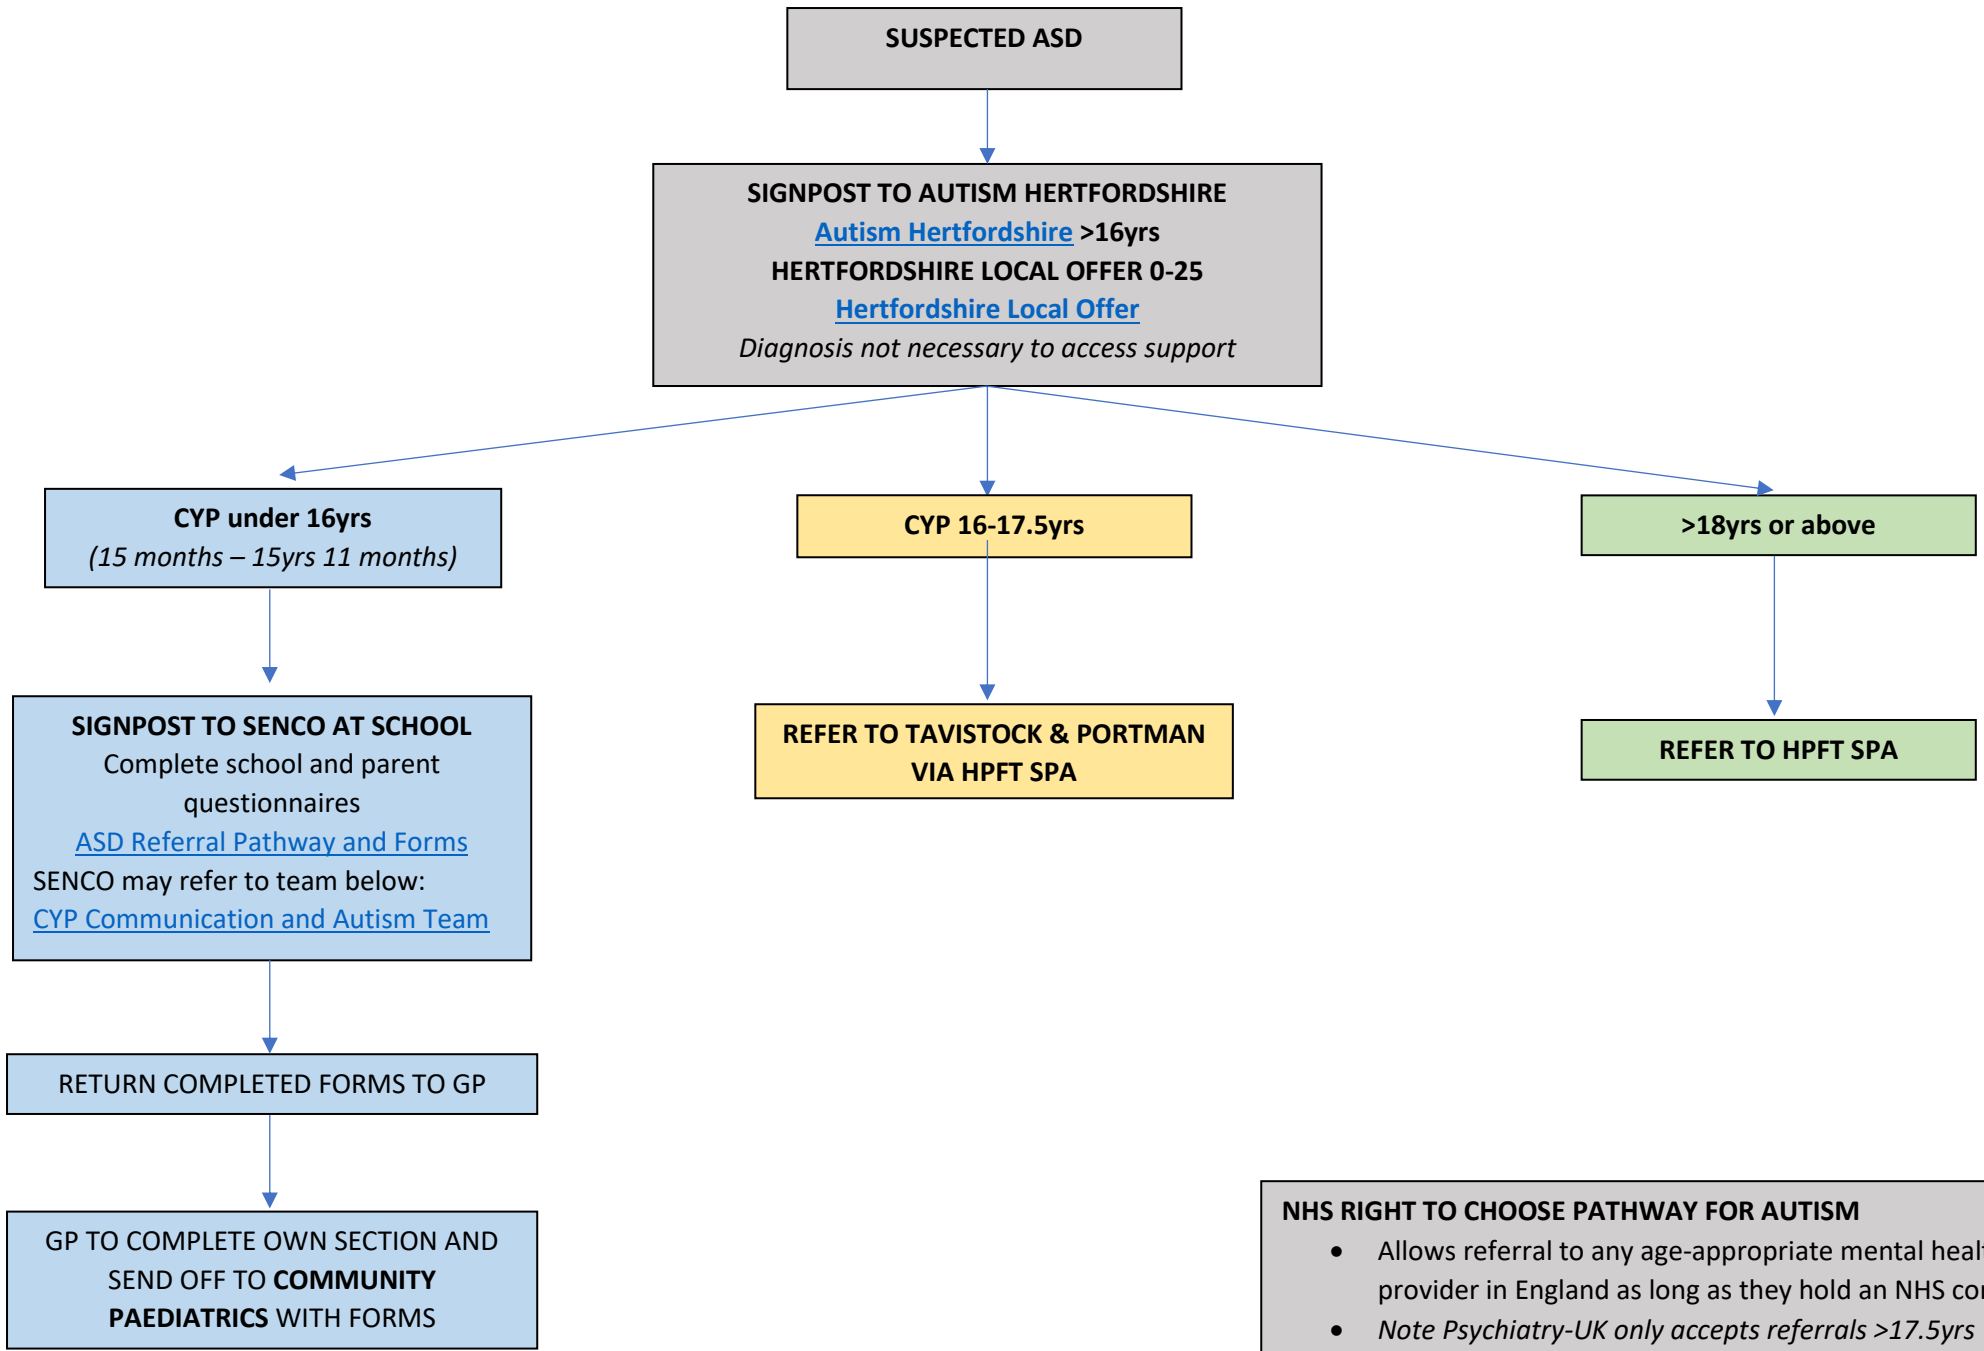 SUSPECTED ASD
SIGNPOST TO AUTISM HERTFORDSHIRE
Autism Hertfordshire >16yrs
HERTFORDSHIRE LOCAL OFFER 0-25
Hertfordshire Local Offer
Diagnosis not necessary to access support
CYP under 16yrs
(15 months – 15yrs 11 months)
CYP 16-17.5yrs
>18yrs or above
SIGNPOST TO SENCO AT SCHOOL
Complete school and parent
questionnaires
ASD Referral Pathway and Forms
SENCO may refer to team below:
CYP Communication and Autism Team
REFER TO TAVISTOCK & PORTMAN
VIA HPFT SPA
REFER TO HPFT SPA
RETURN COMPLETED FORMS TO GP
GP TO COMPLETE OWN SECTION AND
SEND OFF TO COMMUNITY
PAEDIATRICS WITH FORMS
NHS RIGHT TO CHOOSE PATHWAY FOR AUTISM
• Allows referral to any age-appropriate mental
provider in England as long as they hold an NHS
• Note Psychiatry-UK only accepts referrals >17.5yrs